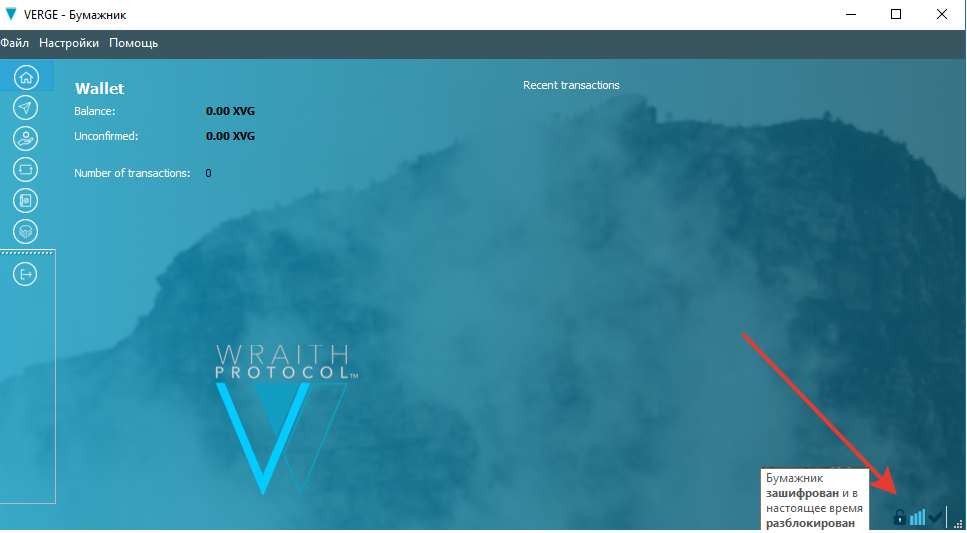 VERGE - Бумажник
Файл Настройки Помощь
Wallet
Balance: 0.00 XVG
Unconfirmed: 0.00 XVG
Number of transactions: 0
Recent transactions
WRAITH
PROTOCOL™
Бумажник
зашифрован и в
настоящее время
разблокирован